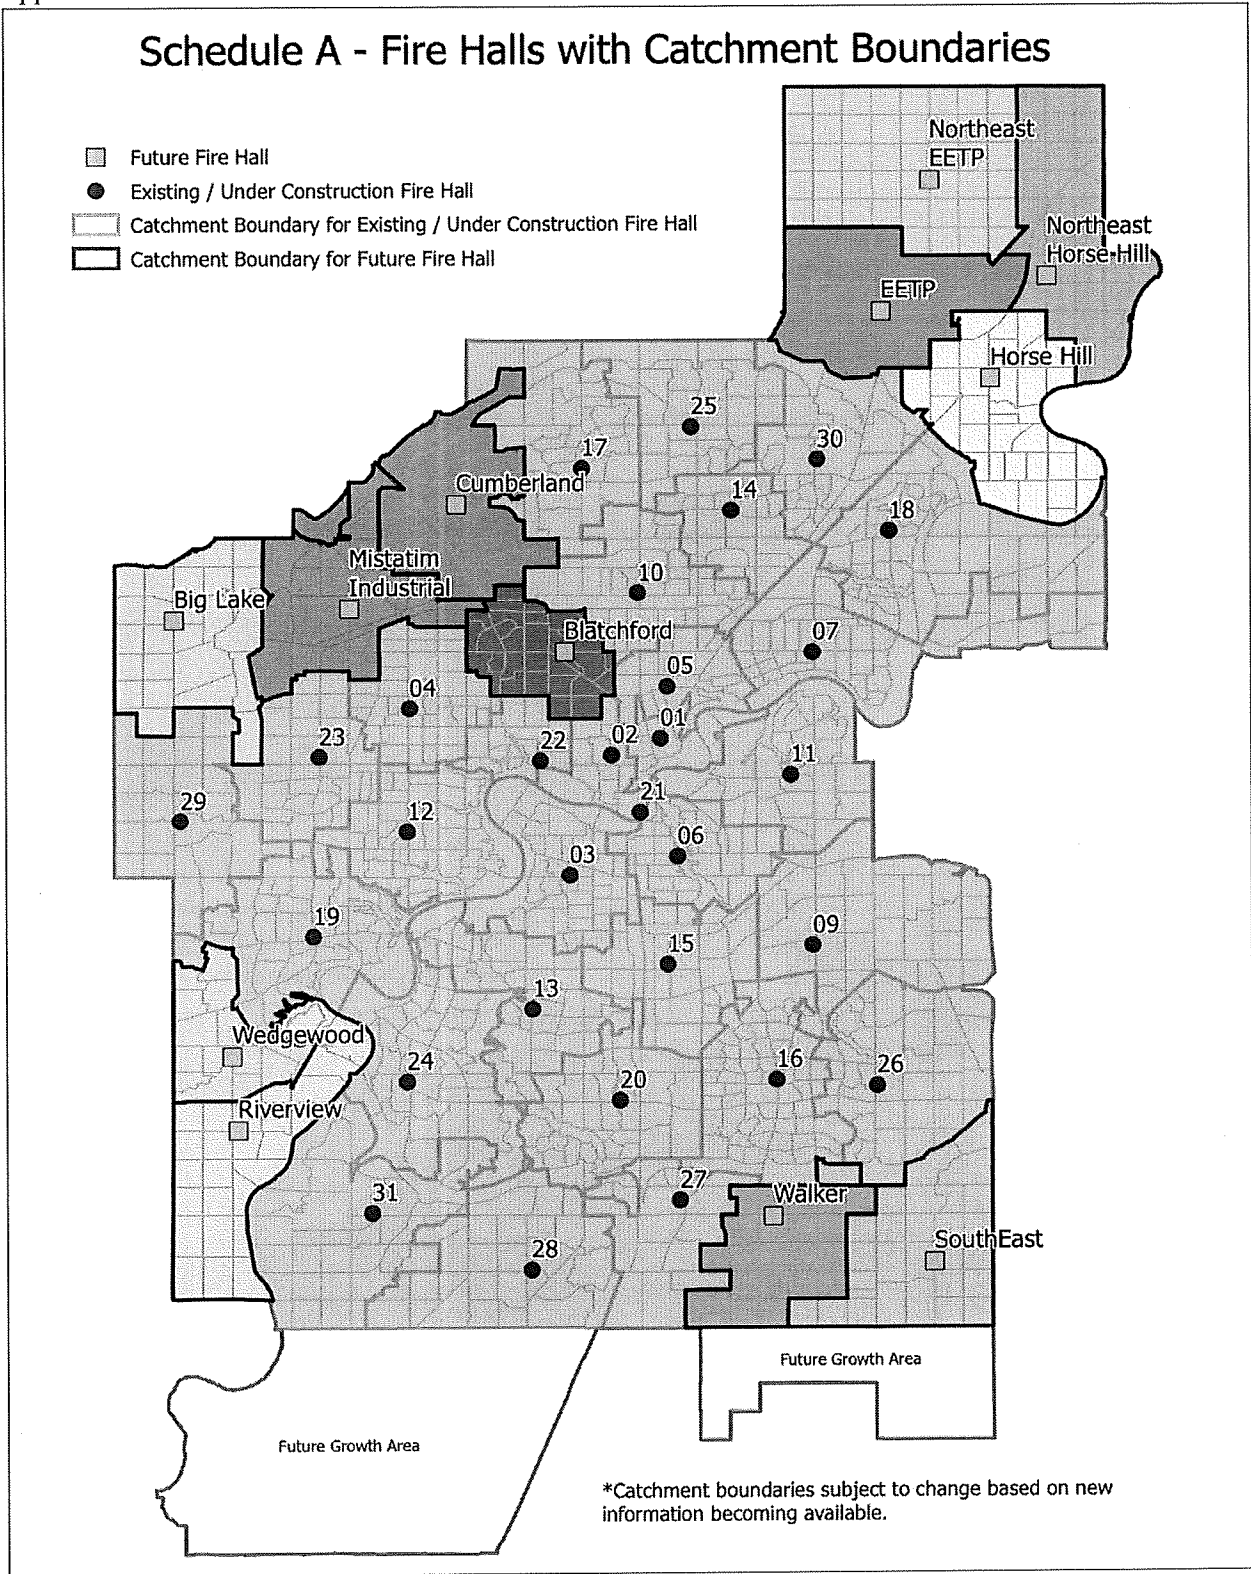 Schedule A - Fire Halls with Catchment Boundaries
Future Fire Hall
Existing / Under Construction Fire Hall
Catchment Boundary for Existing / Under Construction Fire Hall
Catchment Boundary for Future Fire Hall
Northeast
EETP
Northeast
Horse Hill
EETP
Horse Hill
25
30
17
Cumberland
14
18
Mistatim
Industrial
10
Big Lake
Blatchford
07
05
04
01
02
23
22
11
21
29
12
06
03
19
09
15
13
Wedgewood
24
16
26
20
Riverview
27
Walker
31
SouthEast
28
Future Growth Area
Future Growth Area
*Catchment boundaries subject to change based on new
information becoming available.